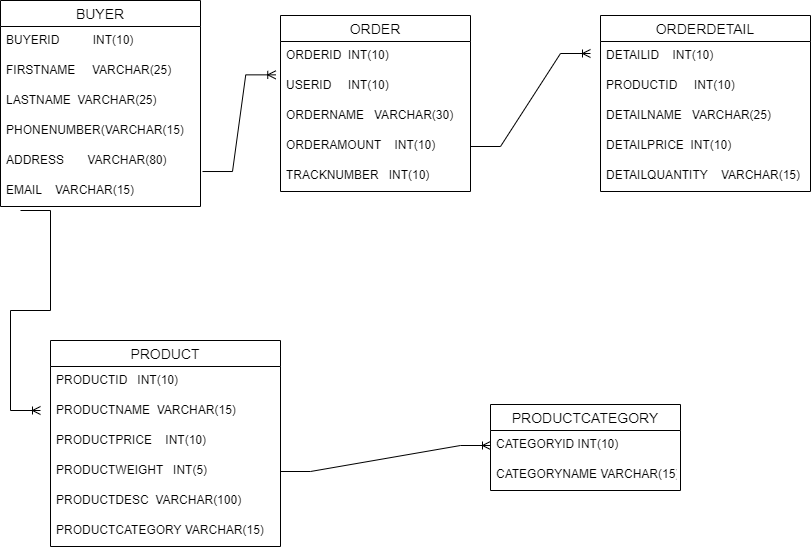 BUYER
BUYERID INT(10)
FIRSTNAME VARCHAR(25)
LASTNAME VARCHAR(25)
PHONENUMBER(VARCHAR(15)
ADDRESS VARCHAR(80)
EMAIL VARCHAR(15)
ORDER
ORDERID INT(10)
USERID INT(10)
ORDERNAME VARCHAR(30)
ORDERAMOUNT INT(10)
TRACKNUMBER INT(10)
ORDERDETAIL
DETAILID INT(10)
PRODUCTID INT(10)
DETAILNAME VARCHAR(25)
DETAILPRICE INT(10)
DETAILQUANTITY VARCHAR(15)
PRODUCT
PRODUCTID INT(10)
PRODUCTNAME VARCHAR(15)
PRODUCTPRICE INT(10)
PRODUCTWEIGHT INT(5)
PRODUCTDESC VARCHAR(100)
PRODUCTCATEGORY VARCHAR(15)
PRODUCTCATEGORY
CATEGORYID INT(10)
CATEGORYNAME VARCHAR(15